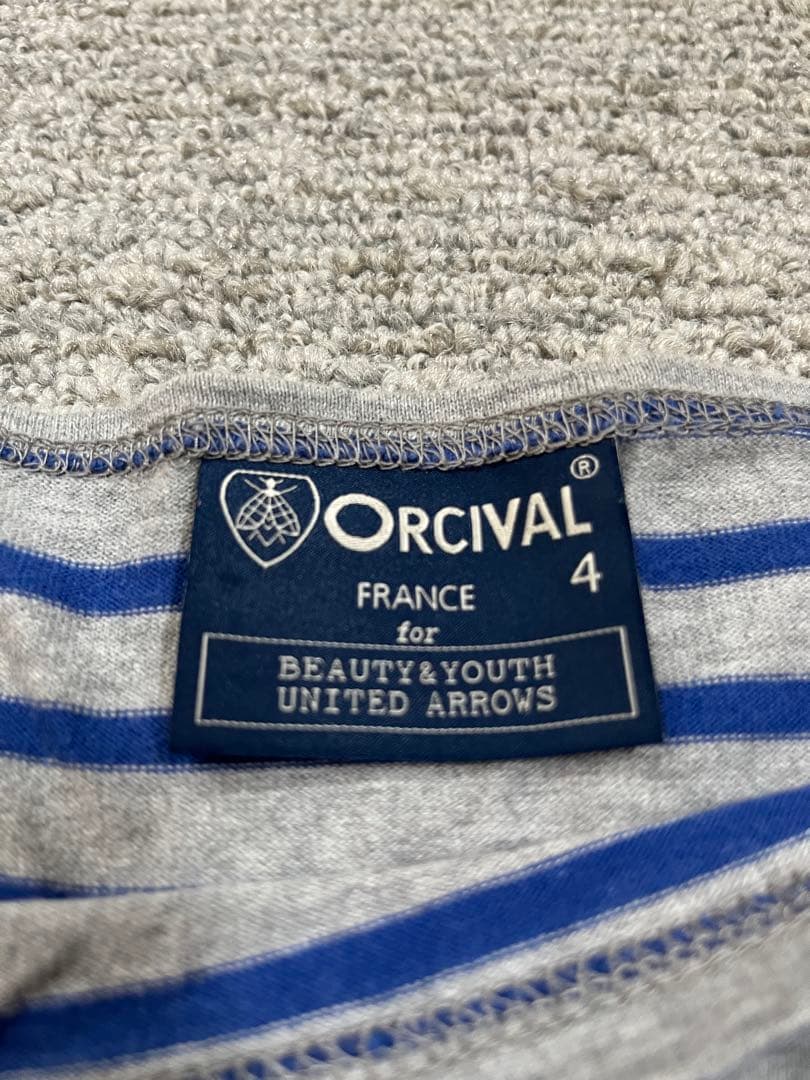 ORCIVAL®
4
FRANCE
for
BEAUTY&YOUTH
UNITED ARROWS